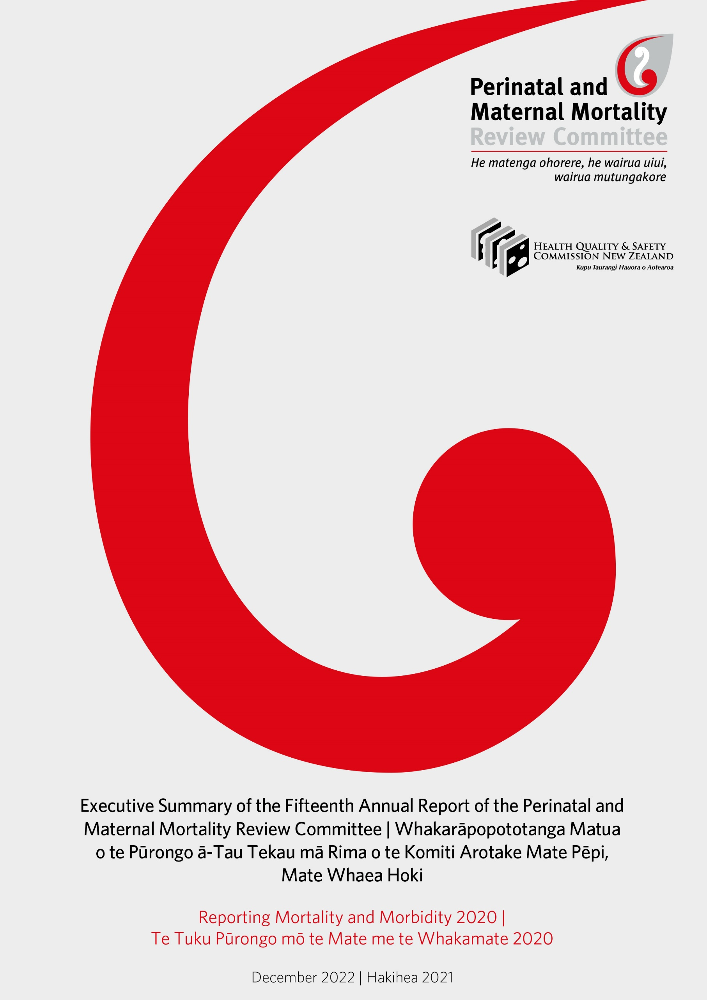 Perinatal and
Maternal Mortality
Review Committee
He matenga ohorere, he wairua uiui,
wairua mutungakore
HEALTH QUALITY & SAFETY
COMMISSION NEW ZEALAND
Kupu Taurangi Hauora o Aotearoa
Executive Summary of the Fifteenth Annual Report of the Perinatal and
Maternal Mortality Review Committee | Whakarāpopototanga Matua
o te Pūrongo ā-Tau Tekau mā Rima o te Komiti Arotake Mate Pēpi,
Mate Whaea Hoki
Reporting Mortality and Morbidity 2020 |
Te Tuku Pūrongo mō te Mate me te Whakamate 2020
December 2022 | Hakihea 2021